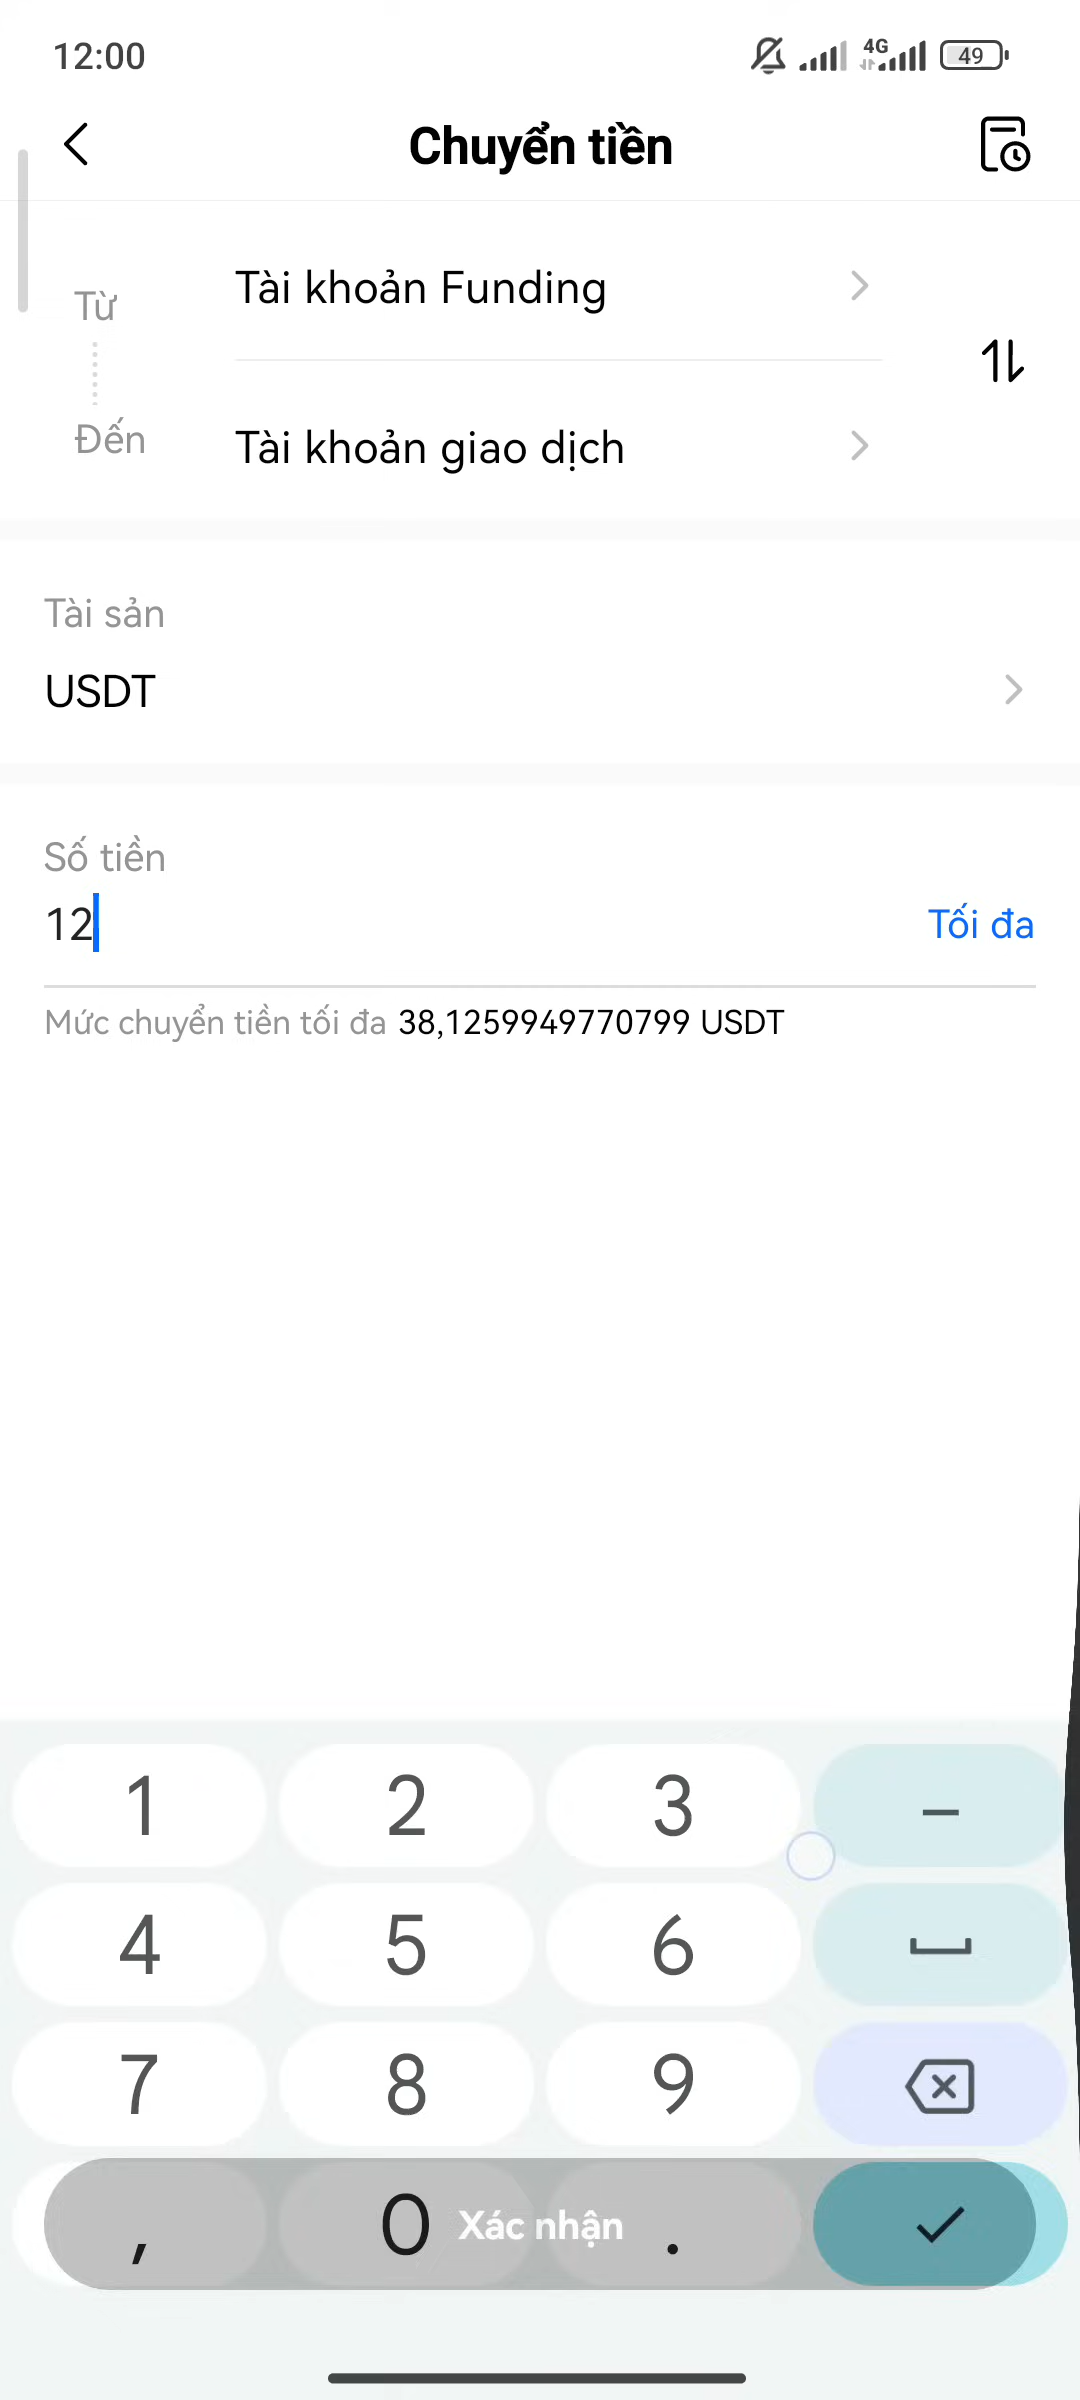 12:00
4G
49
Chuyển tiền
Từ
Tài khoản Funding
Đến
Tài khoản giao dịch
Tài sản
USDT
Số tiền
12
Tối đa
Mức chuyển tiền tối đa 38,1259949770799 USDT
1 2 3 –
4 5 6
7 8 9
, 0 .
Xác nhận